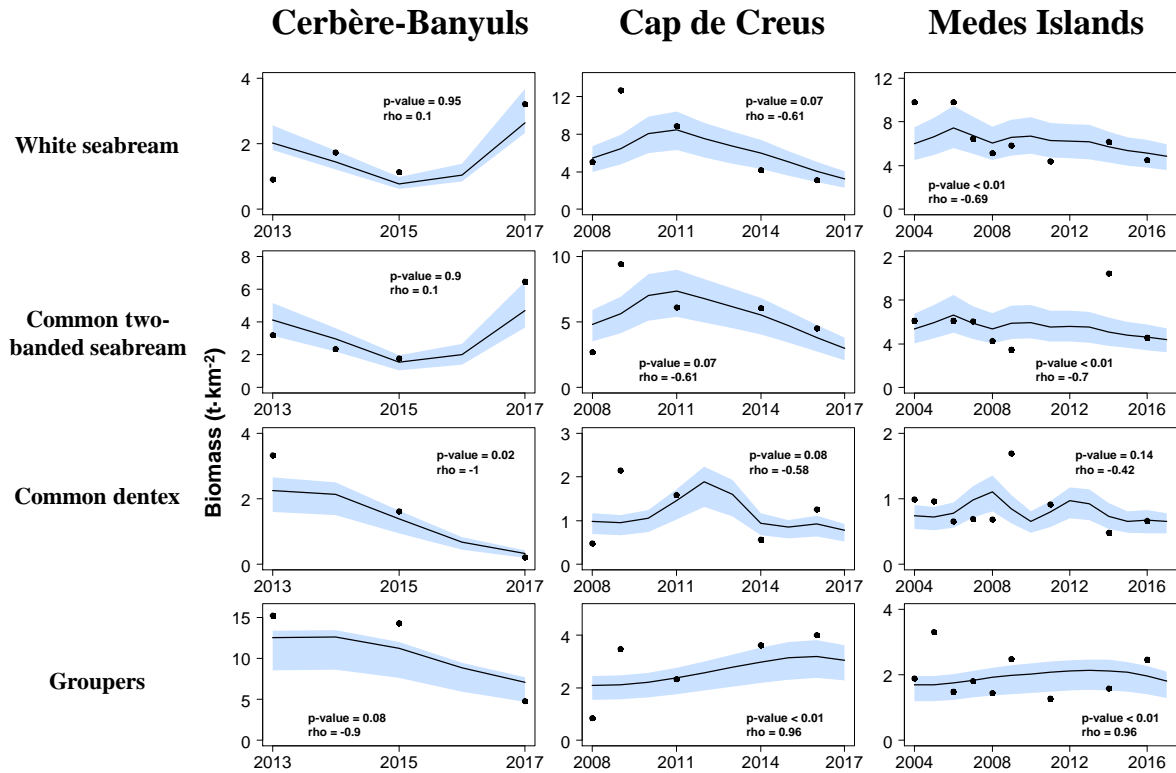 Cerbère-Banyuls
Cap de Creus
Medes Islands
White seabream
4
2
0
p-value = 0.95
rho = 0.1
2013
2015
2017
12
8
4
0
p-value = 0.07
rho = -0.61
2008
2011
2014
2017
12
8
4
0
p-value < 0.01
rho = -0.69
2004
2008
2012
2016
Common two-
banded seabream
Biomass (t·km-2)
8
6
4
2
0
p-value = 0.9
rho = 0.1
2013
2015
2017
10
5
0
p-value = 0.07
rho = -0.61
2008
2011
2014
2017
2
8
4
0
p-value < 0.01
rho = -0.7
2004
2008
2012
2016
Common dentex
4
2
0
p-value = 0.02
rho = -1
2013
2015
2017
3
2
1
0
p-value = 0.08
rho = -0.58
2008
2011
2014
2017
2
1
0
p-value = 0.14
rho = -0.42
2004
2008
2012
2016
Groupers
15
10
5
0
p-value = 0.08
rho = -0.9
2013
2015
2017
4
2
0
p-value < 0.01
rho = 0.96
2008
2011
2014
2017
4
2
0
p-value < 0.01
rho = 0.96
2004
2008
2012
2016